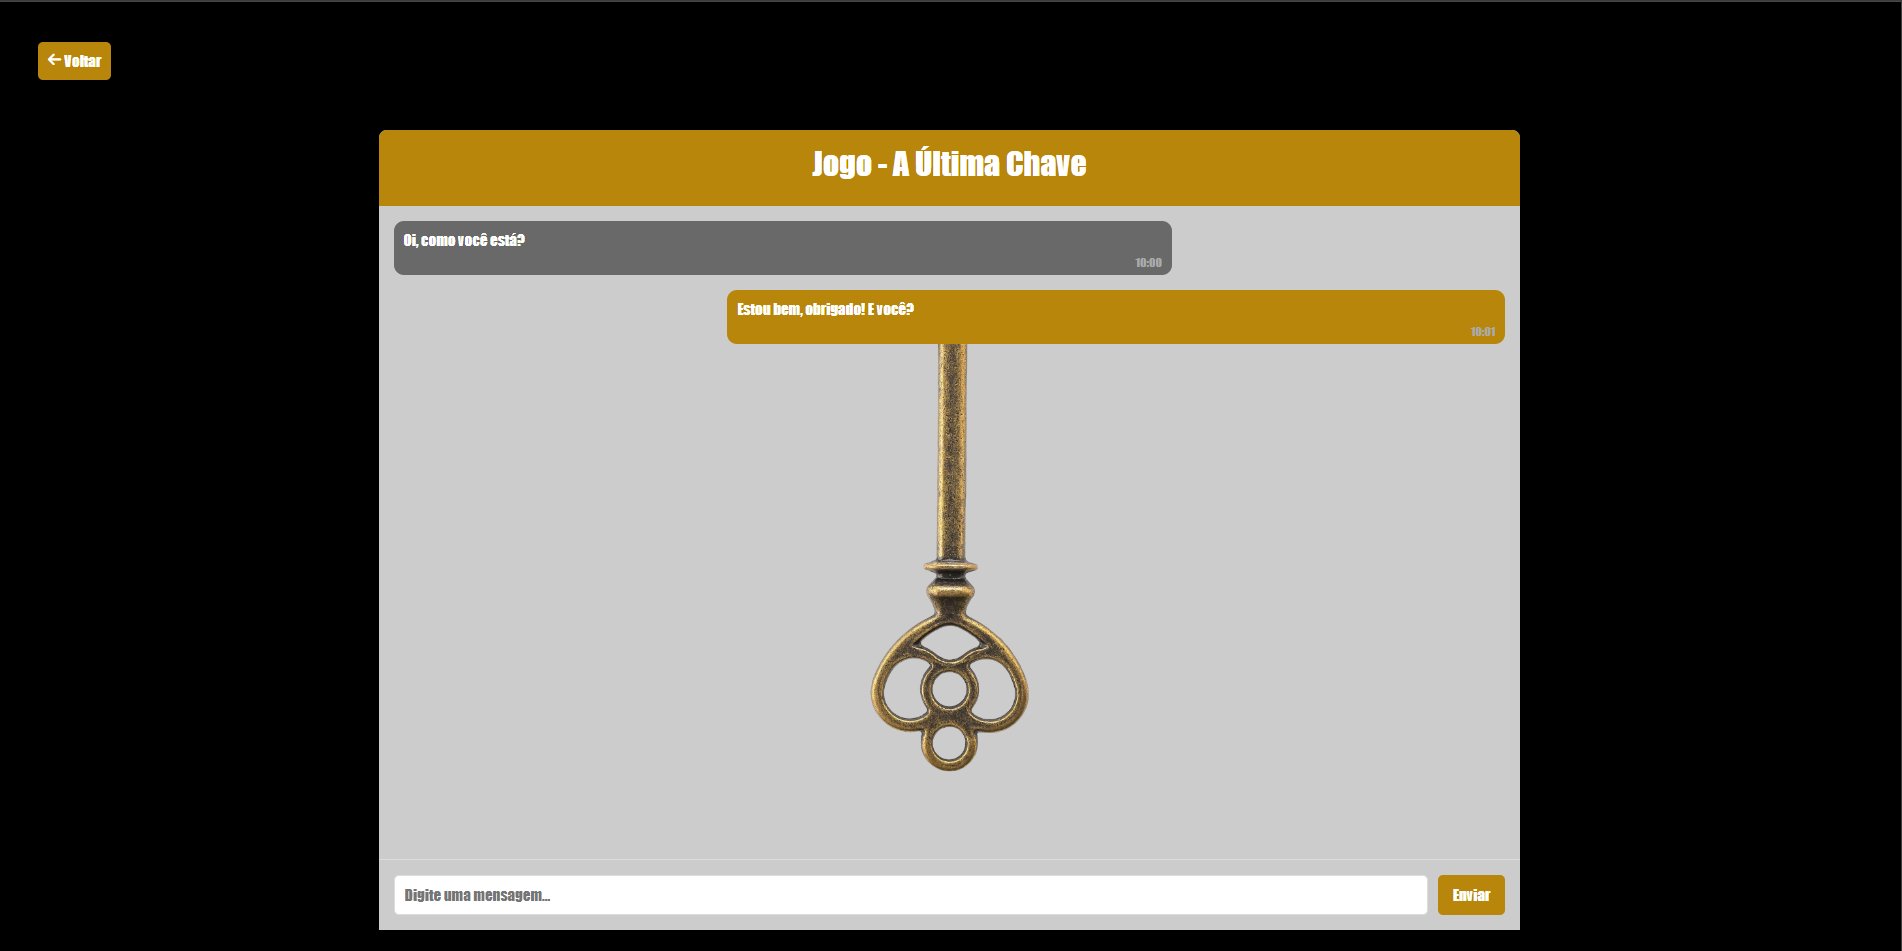 Voltar
Jogo - A Última Chave
Oi, como você está?
10:00
Estou bem, obrigado! E você?
10:01
Digite uma mensagem...
Enviar